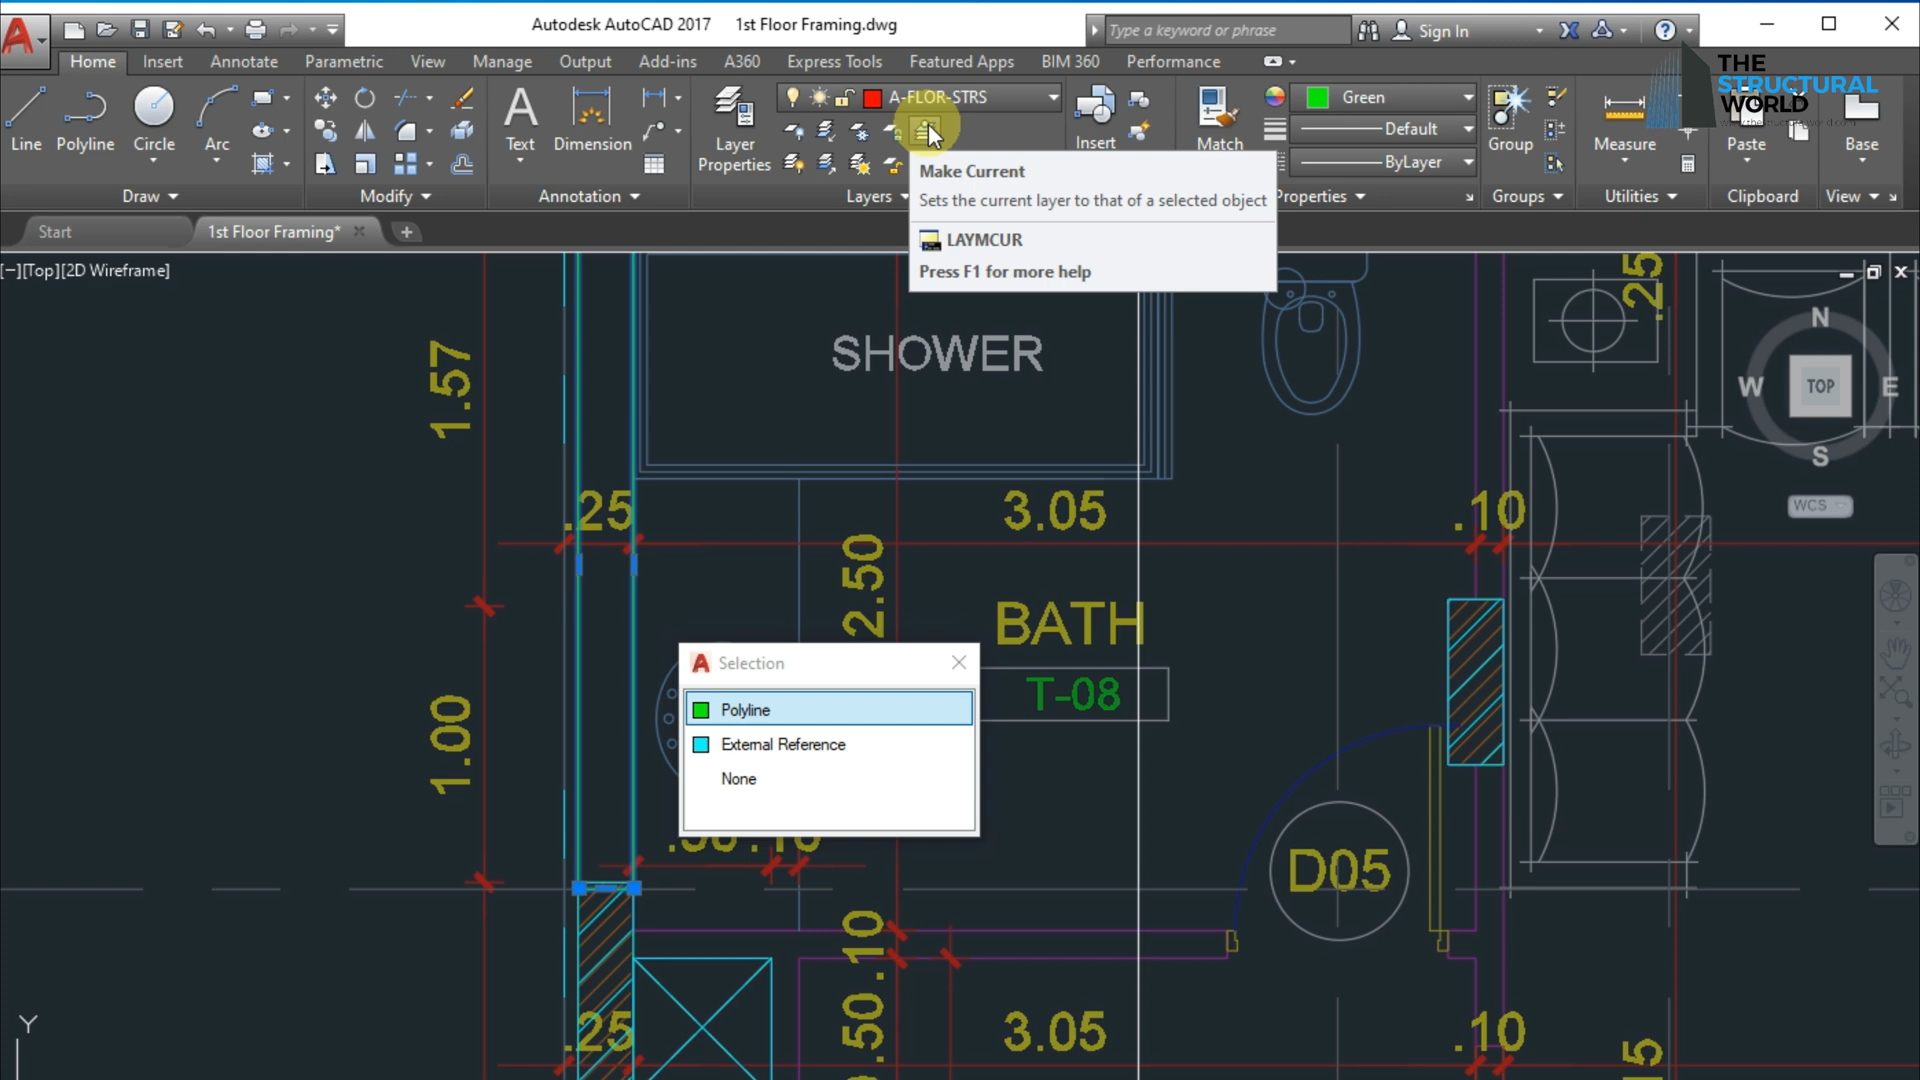 Autodesk AutoCAD 2017 1st Floor Framing.dwg
Type a keyword or phrase
Sign In
Home Insert Annotate Parametric View Manage Output Add-ins A360 Express Tools Featured Apps BIM 360 Performance
THE
STRUCTURAL
WORLD
A-FLOR-STRS
Green
Default
ByLayer
Line Polyline Circle Arc Text Dimension Layer
Properties
Insert Match Group Measure Paste Base
Draw Modify Annotation Layers Properties Groups Utilities Clipboard View
Make Current
Sets the current layer to that of a selected object
LAYMCUR
Press F1 for more help
Start 1st Floor Framing*
[−][Top][2D Wireframe]
N
W TOP E
S
WCS
SHOWER
1.57
.25
.25 3.05 .10
2.50
BATH
T-08
Selection
Polyline
External Reference
None
1.00
D05
.10
.50
.25 3.05 .10
Y